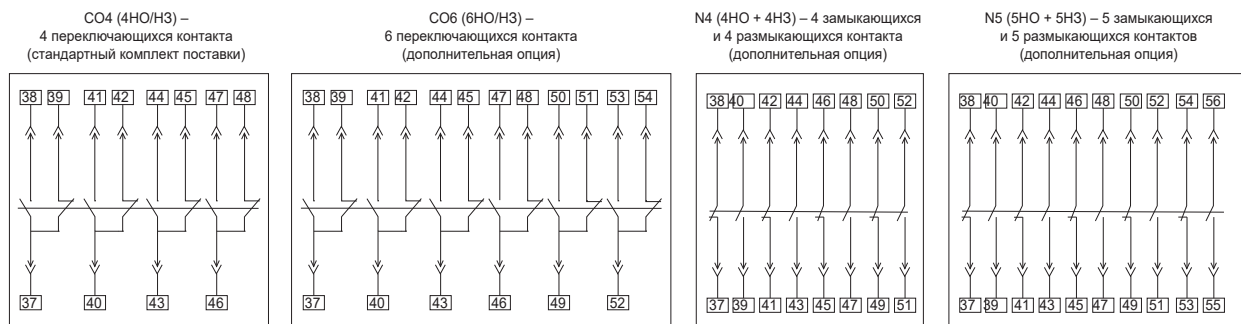 CO4 (4НО/НЗ) –
4 переключающихся контакта
(стандартный комплект поставки)
38 39 41 42 44 45 47 48
37 40 43 46
CO6 (6НО/НЗ) –
6 переключающихся контакта
(дополнительная опция)
38 39 41 42 44 45 47 48 50 51 53 54
37 40 43 46 49 52
N4 (4НО + 4НЗ) – 4 замыкающихся
и 4 размыкающихся контакта
(дополнительная опция)
38 40 42 44 46 48 50 52
37 39 41 43 45 47 49 51
N5 (5НО + 5НЗ) – 5 замыкающихся
и 5 размыкающихся контактов
(дополнительная опция)
38 40 42 44 46 48 50 52 54 56
37 39 41 43 45 47 49 51 53 55